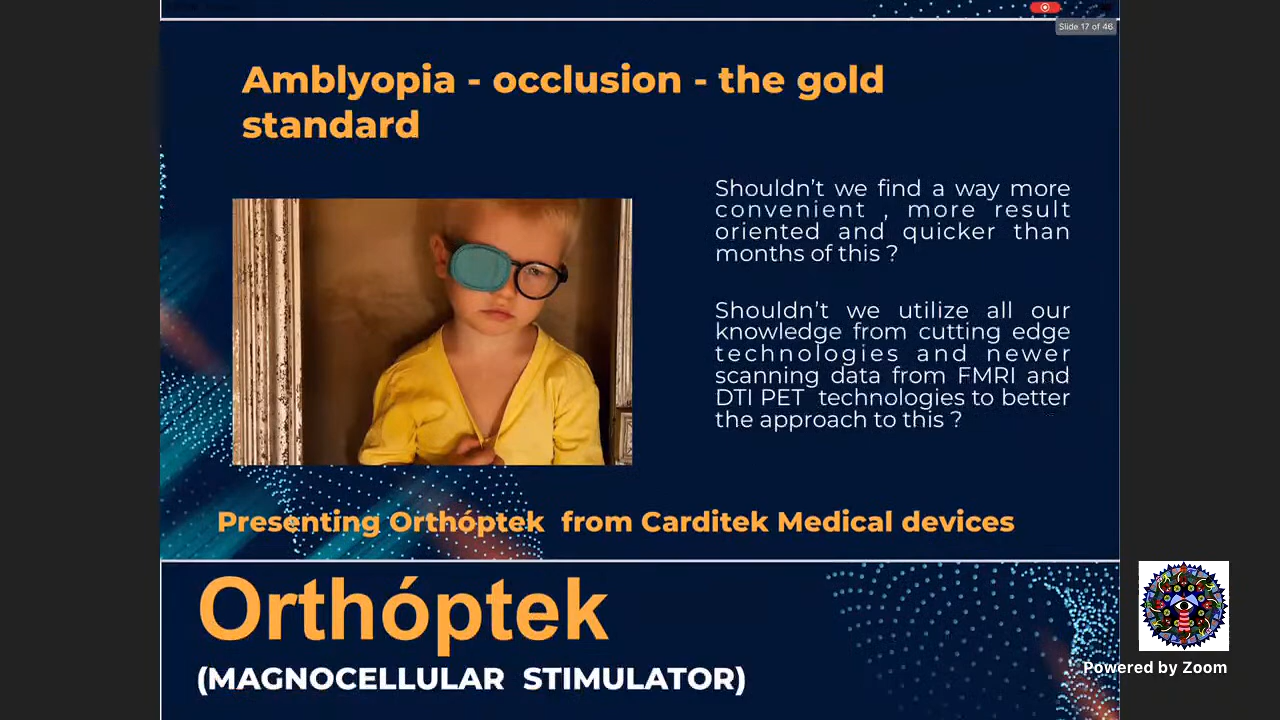 Slide 17 of 46
Amblyopia - occlusion - the gold
standard
Shouldn't we find a way more
convenient , more result
oriented and quicker than
months of this ?
Shouldn't we utilize all our
knowledge from cutting edge
technologies and newer
scanning data from FMRI and
DTI PET technologies to better
the approach to this ?
Presenting Orthóptek from Carditek Medical devices
Orthóptek
(MAGNOCELLULAR STIMULATOR)
Powered by Zoom